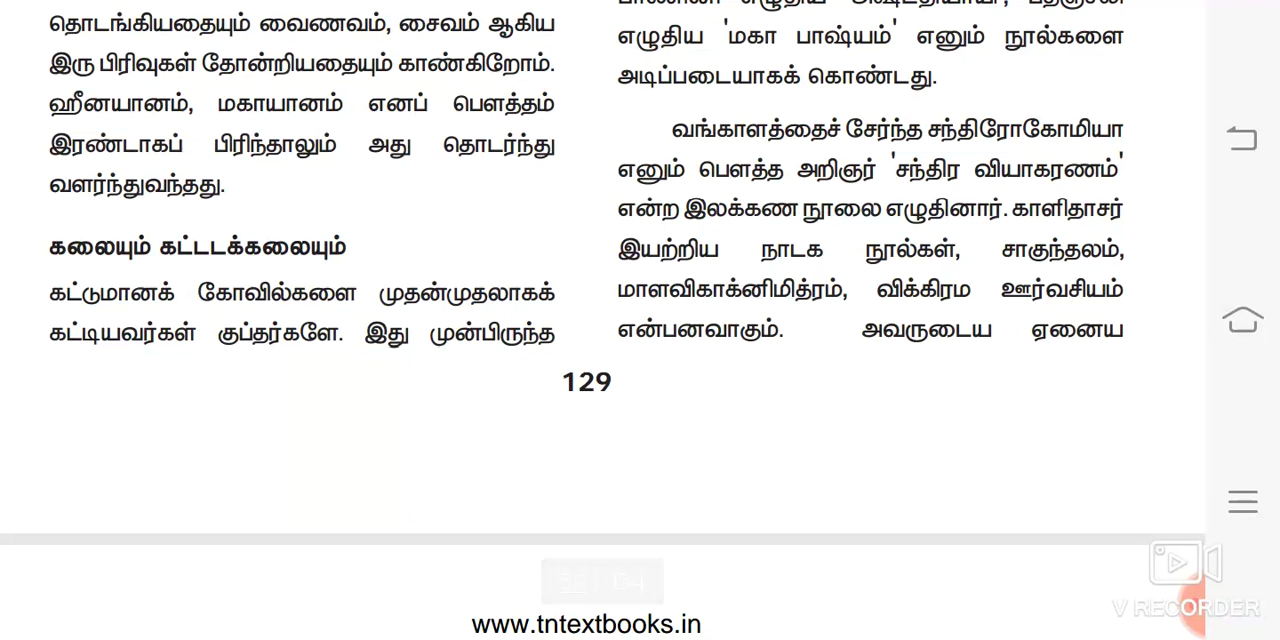 தொடங்கியதையும் வைணவம், சைவம் ஆகிய
இரு பிரிவுகள் தோன்றியதையும் காண்கிறோம்.
ஹீனயானம், மகாயானம் எனப் பௌத்தம்
இரண்டாகப் பிரிந்தாலும் அது தொடர்ந்து
வளர்ந்துவந்தது.
கலையும் கட்டடக்கலையும்
கட்டுமானக் கோவில்களை முதன்முதலாகக்
கட்டியவர்கள் குப்தர்களே. இது முன்பிருந்த
எழுதிய 'மகா பாஷ்யம்' எனும் நூல்களை
அடிப்படையாகக் கொண்டது.
வங்காளத்தைச் சேர்ந்த சந்திரோகோமியா
எனும் பௌத்த அறிஞர் 'சந்திர வியாகரணம்'
என்ற இலக்கண நூலை எழுதினார். காளிதாசர்
இயற்றிய நாடக நூல்கள், சாகுந்தலம்,
மாளவிகாக்னிமித்ரம், விக்கிரம ஊர்வசியம்
என்பனவாகும். அவருடைய ஏனைய
129
www.tntextbooks.in
V RECORDER